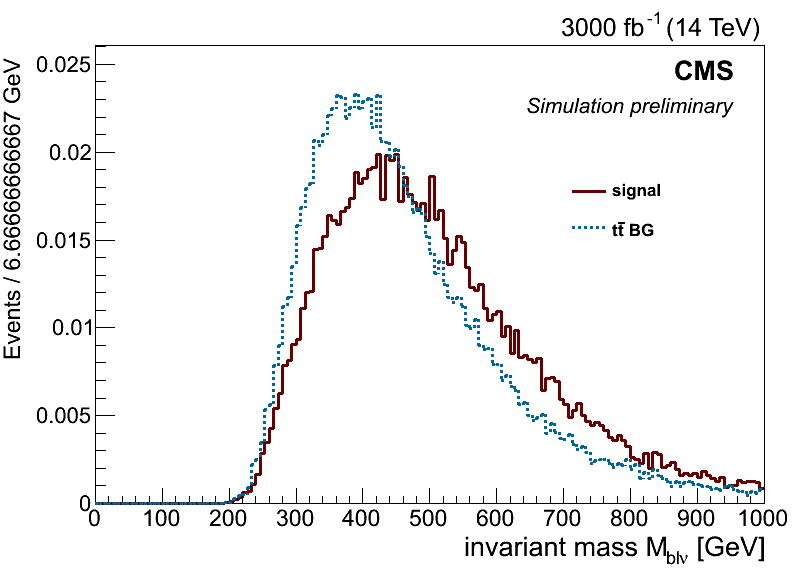 3000 fb⁻¹ (14 TeV)
CMS
Simulation preliminary
signal
tt̄ BG
Events / 6.66666666667 GeV
0.025
0.02
0.015
0.01
0.005
0
0 100 200 300 400 500 600 700 800 900 1000
invariant mass M_blν [GeV]